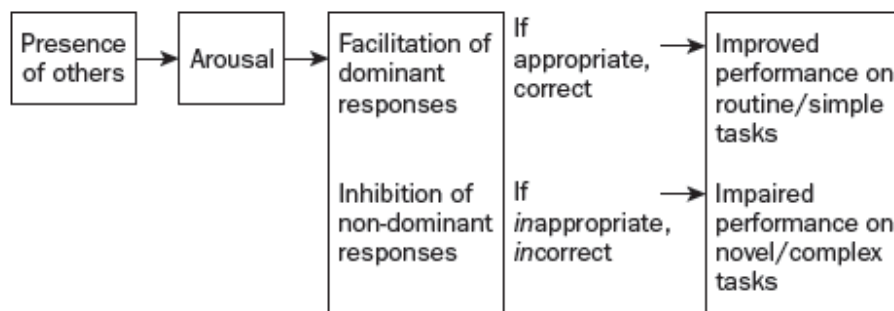 Presence
of others
Arousal
Facilitation of
dominant
responses
If
appropriate,
correct
Improved
performance on
routine/simple
tasks
Inhibition of
non-dominant
responses
If
inappropriate,
incorrect
Impaired
performance on
novel/complex
tasks